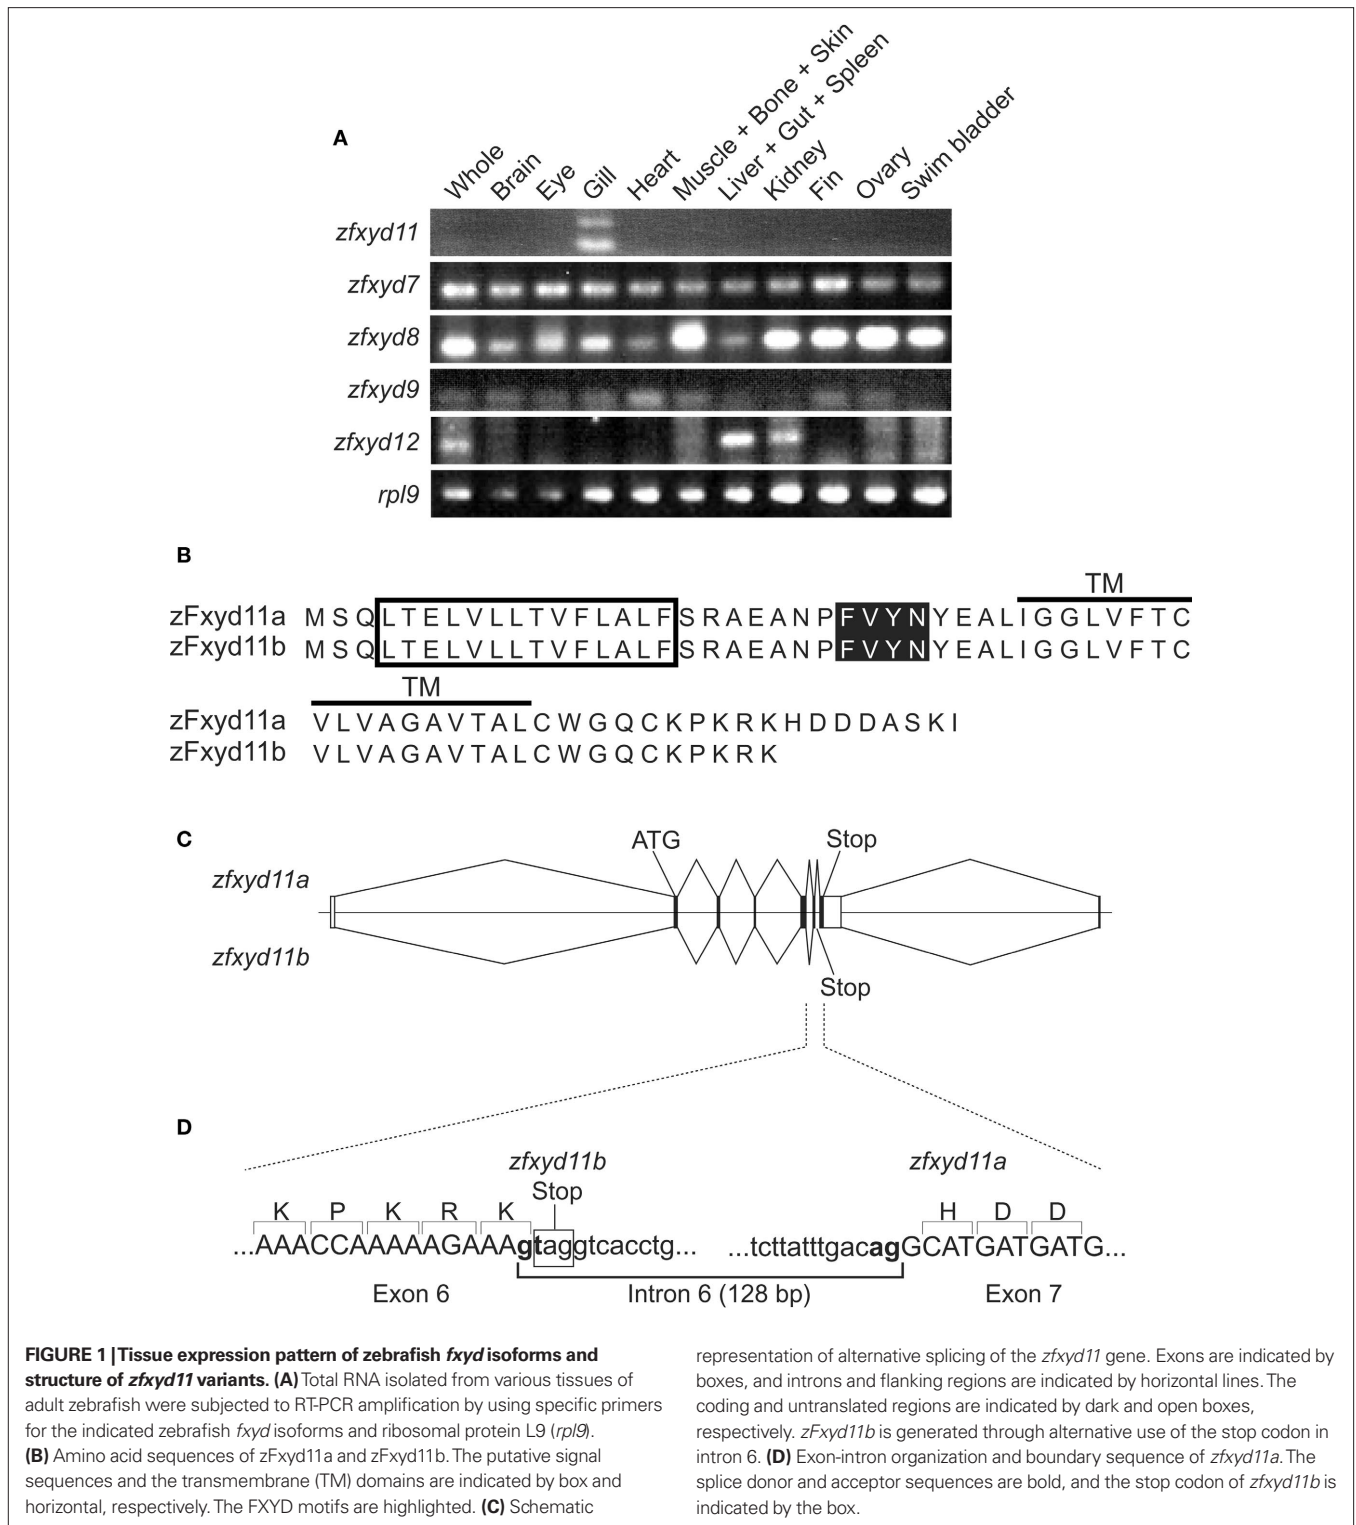 A
Whole
Brain
Eye
Gill
Heart
Muscle + Bone + Skin
Liver + Gut + Spleen
Kidney
Fin
Ovary
Swim bladder
zfxyd11
zfxyd7
zfxyd8
zfxyd9
zfxyd12
rpl9
B
TM
zFxyd11a M S Q L T E L V L L T V F L A L F S R A E A N P F V Y N Y E A L I G G L V F T C
zFxyd11b M S Q L T E L V L L T V F L A L F S R A E A N P F V Y N Y E A L I G G L V F T C
TM
zFxyd11a V L V A G A V T A L C W G Q C K P K R K H D D D A S K I
zFxyd11b V L V A G A V T A L C W G Q C K P K R K
C
ATG
Stop
zfxyd11a
zfxyd11b
Stop
D
zfxyd11b
zfxyd11a
Stop
K P K R K
H D D
...AAACCAAAAAGAAAgtaggtcacctg... ...tcttatttgacagGCATGATGATG...
Exon 6
Intron 6 (128 bp)
Exon 7
FIGURE 1 | Tissue expression pattern of zebrafish fxyd isoforms and
structure of zfxyd11 variants. (A) Total RNA isolated from various tissues of
adult zebrafish were subjected to RT-PCR amplification by using specific primers
for the indicated zebrafish fxyd isoforms and ribosomal protein L9 (rpl9).
(B) Amino acid sequences of zFxyd11a and zFxyd11b. The putative signal
sequences and the transmembrane (TM) domains are indicated by box and
horizontal, respectively. The FXYD motifs are highlighted. (C) Schematic
representation of alternative splicing of the zfxyd11 gene. Exons are indicated by
boxes, and introns and flanking regions are indicated by horizontal lines. The
coding and untranslated regions are indicated by dark and open boxes,
respectively. zFxyd11b is generated through alternative use of the stop codon in
intron 6. (D) Exon-intron organization and boundary sequence of zfxyd11a. The
splice donor and acceptor sequences are bold, and the stop codon of zfxyd11b is
indicated by the box.